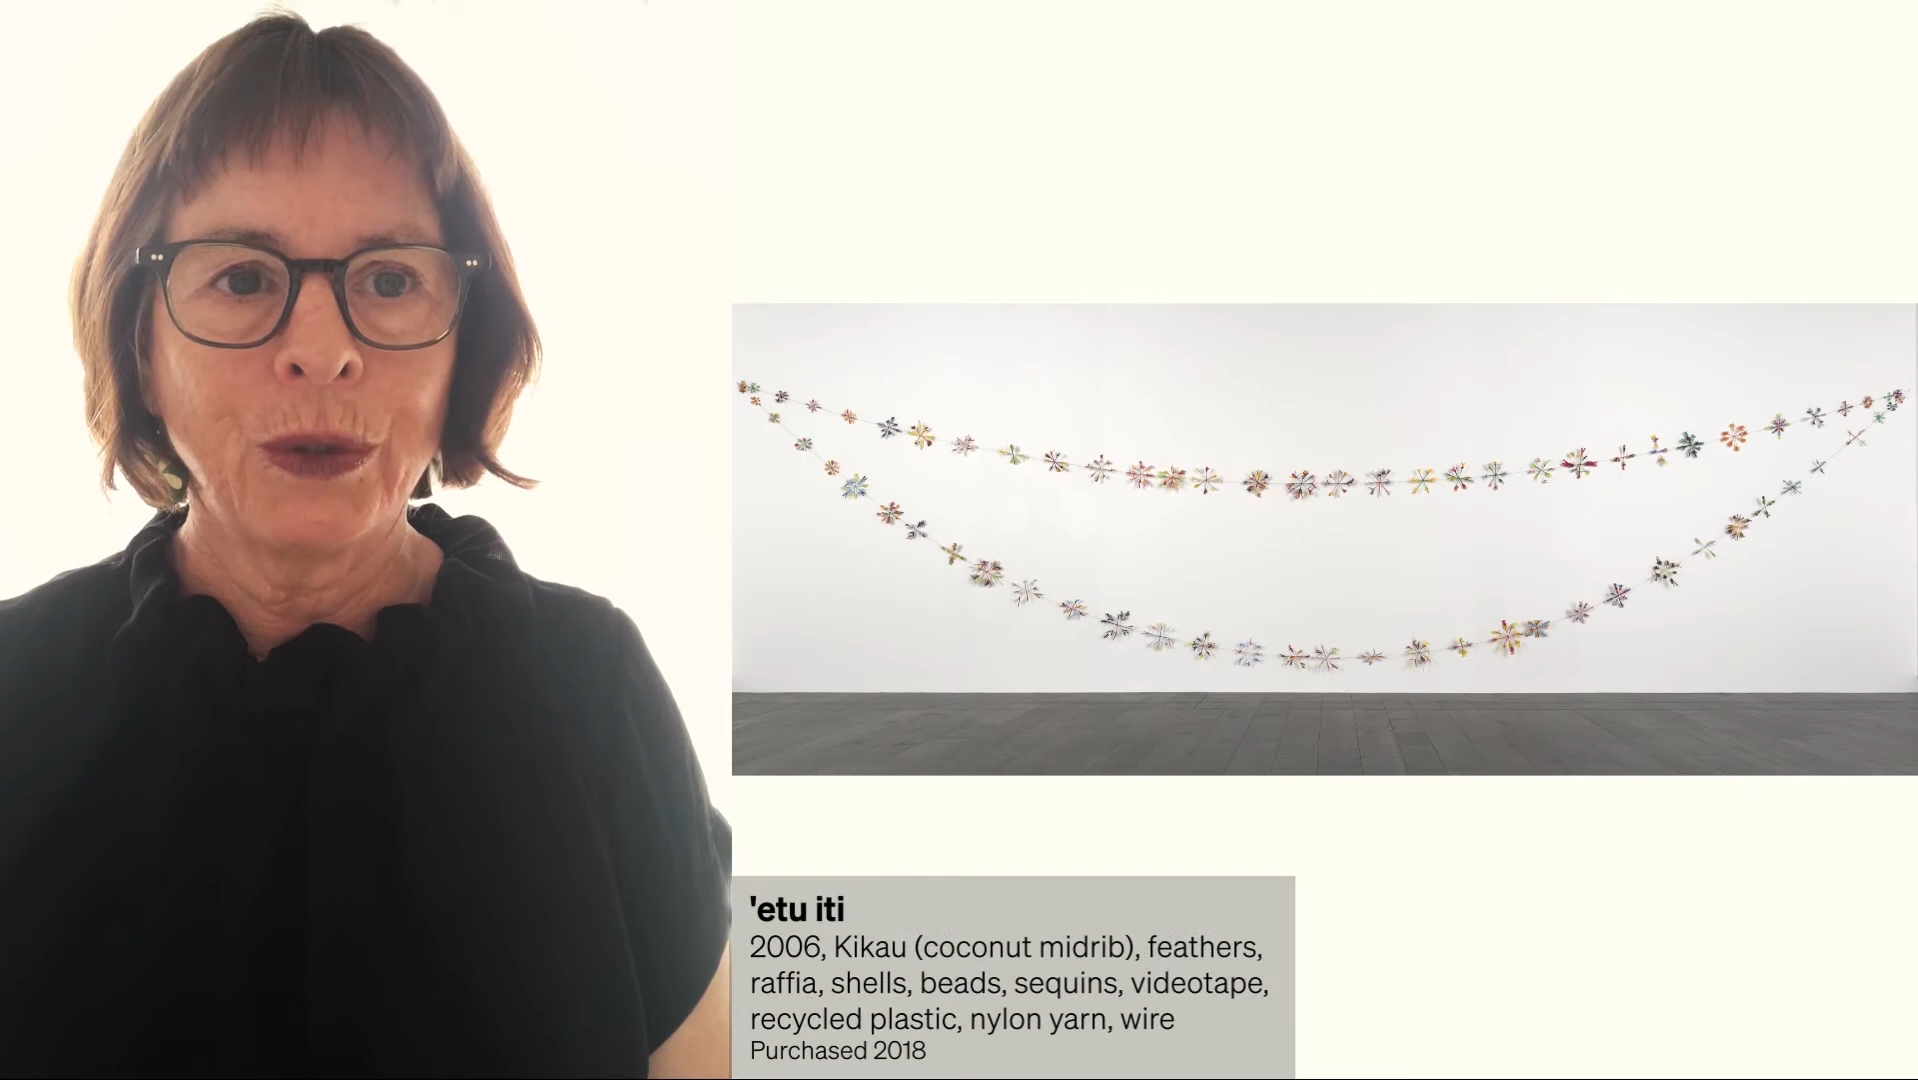 'etu iti
2006, Kikau (coconut midrib), feathers,
raffia, shells, beads, sequins, videotape,
recycled plastic, nylon yarn, wire
Purchased 2018